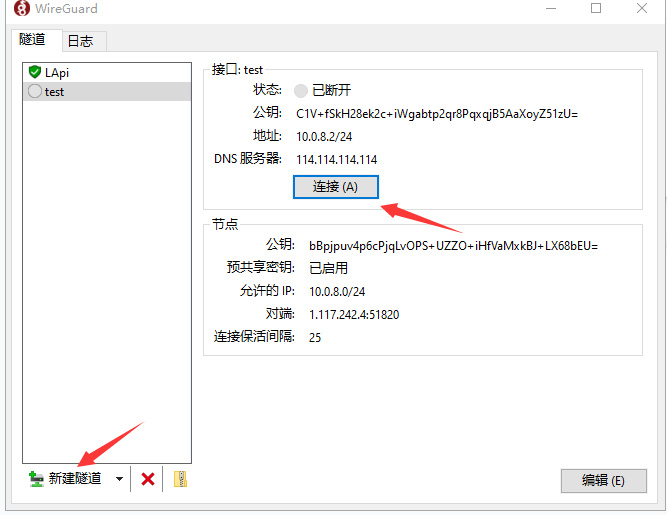 WireGuard
隧道 日志
LApi
test
接口: test
状态: 已断开
公钥: C1V+fSkH28ek2c+iWgabtp2qr8PqxqjB5AaXoyZ51zU=
地址: 10.0.8.2/24
DNS 服务器: 114.114.114.114
连接 (A)
节点
公钥: bBpjpuv4p6cPjqLvOPS+UZZO+iHfVaMxkBJ+LX68bEU=
预共享密钥: 已启用
允许的 IP: 10.0.8.0/24
对端: 1.117.242.4:51820
连接保活间隔: 25
新建隧道
编辑 (E)